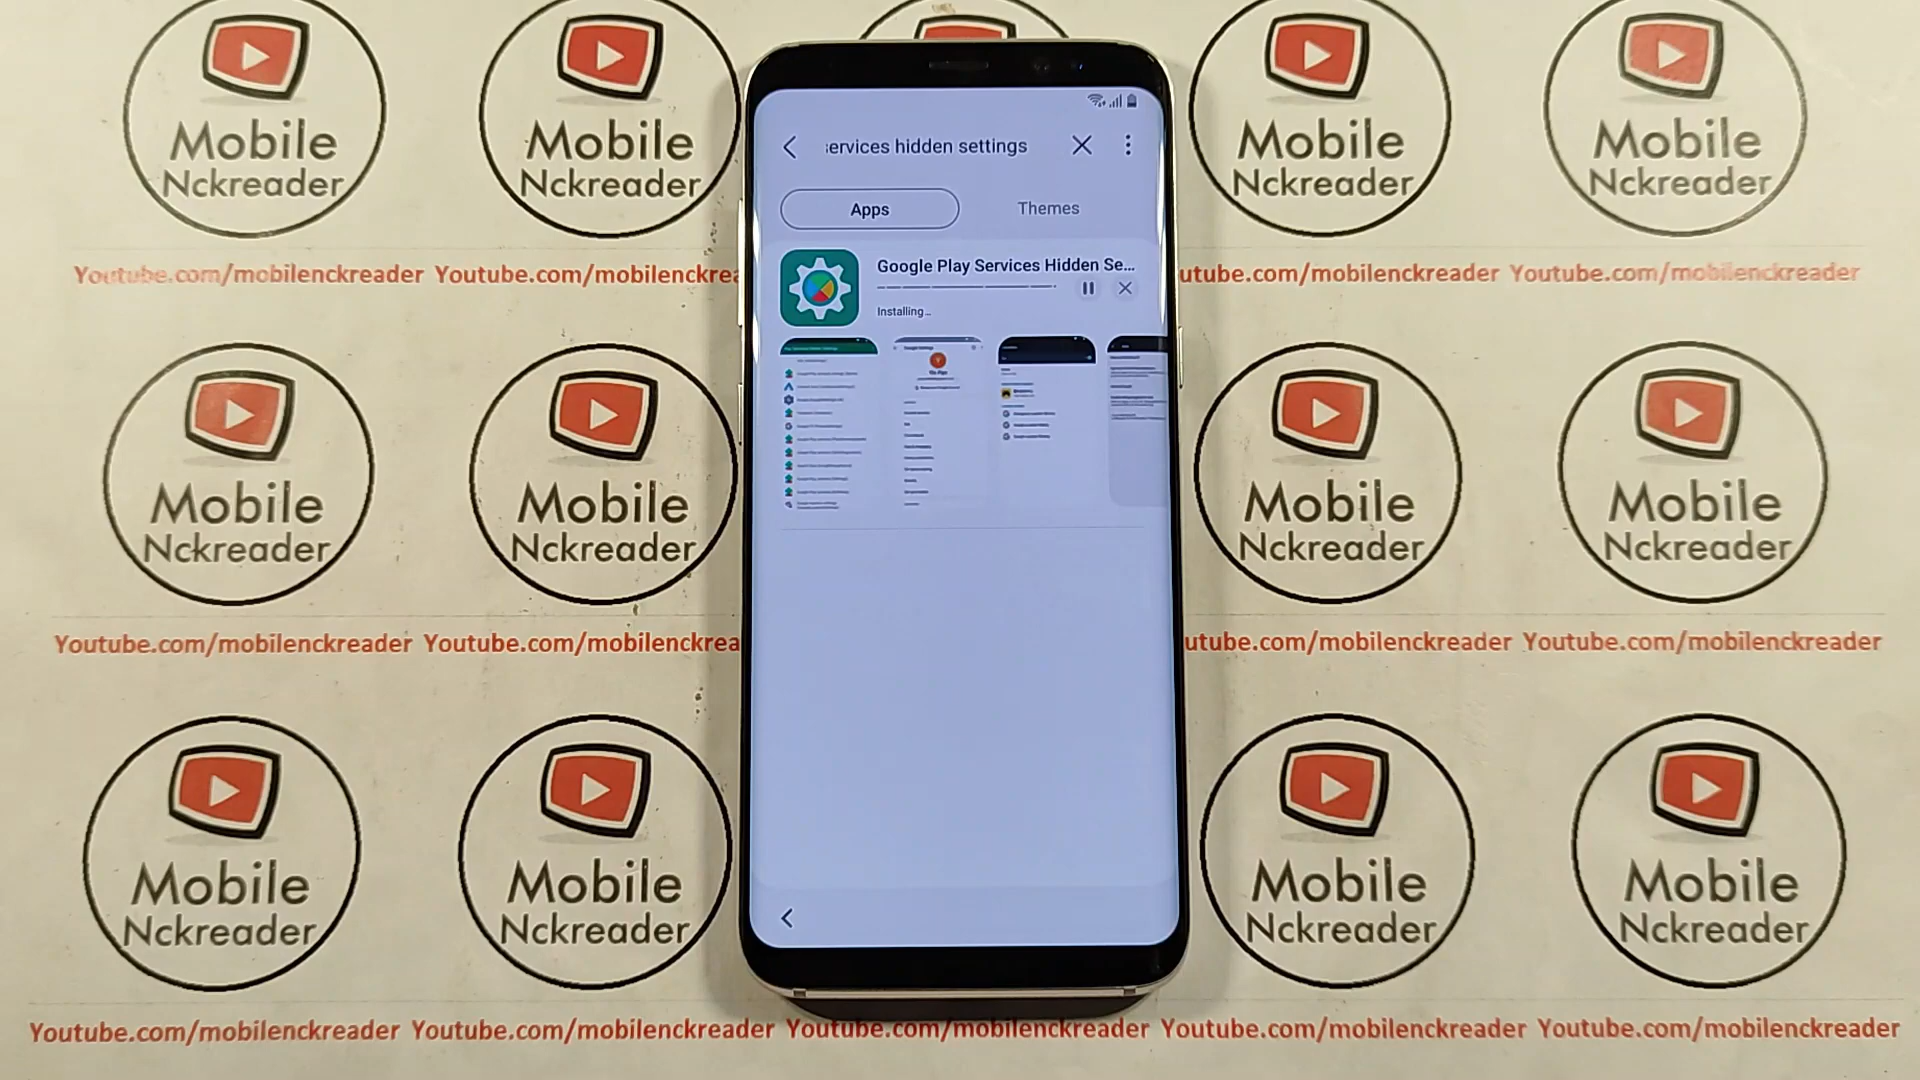 Mobile
Nckreader
Mobile
Nckreader
Mobile
Nckreader
Mobile
Nckreader
services hidden settings
Apps
Themes
Google Play Services Hidden Se...
Installing...
Youtube.com/mobilenckreader Youtube.com/mobilenckrea
utube.com/mobilenckreader Youtube.com/mobilenckreader
Mobile
Nckreader
Mobile
Nckreader
Mobile
Nckreader
Mobile
Nckreader
Youtube.com/mobilenckreader Youtube.com/mobilenckrea
utube.com/mobilenckreader Youtube.com/mobilenckreader
Mobile
Nckreader
Mobile
Nckreader
Mobile
Nckreader
Mobile
Nckreader
Youtube.com/mobilenckreader Youtube.com/mobilenckreader Youtube.com/mobilenckreader Youtube.com/mobilenckreader Youtube.com/mobilenckreader